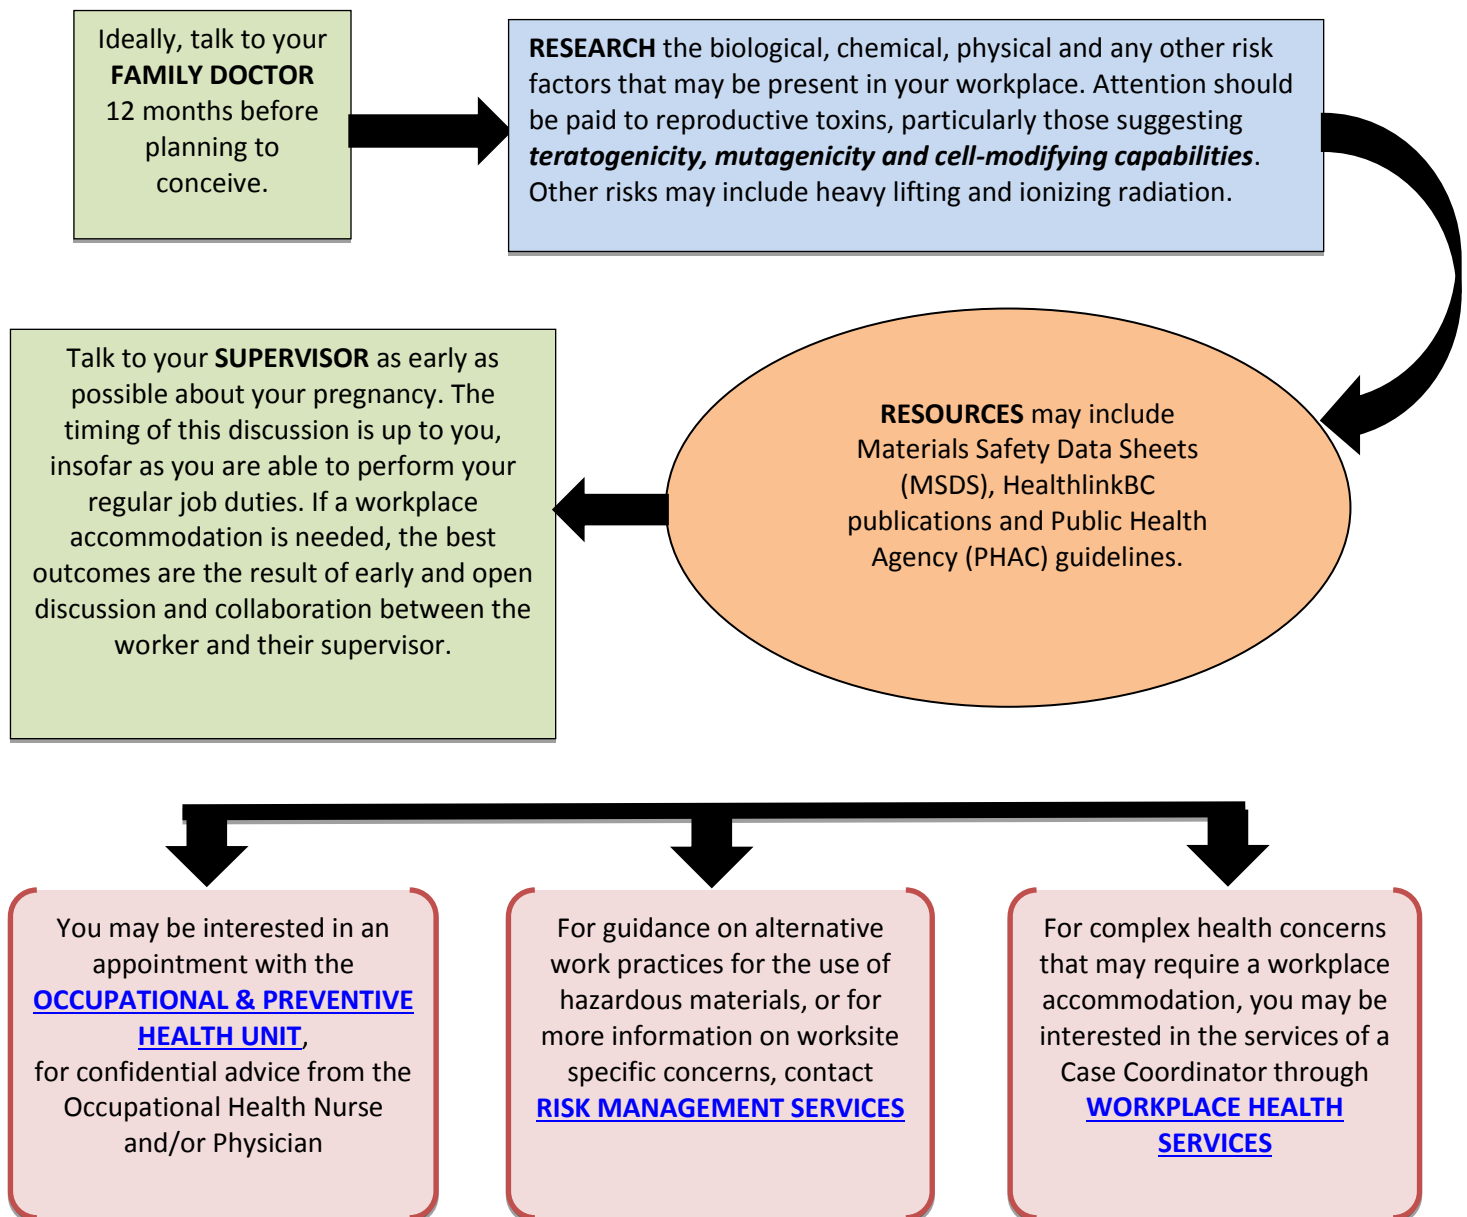 Ideally, talk to your
FAMILY DOCTOR
12 months before
planning to
conceive.
RESEARCH the biological, chemical, physical and any other risk
factors that may be present in your workplace. Attention should
be paid to reproductive toxins, particularly those suggesting
teratogenicity, mutagenicity and cell-modifying capabilities.
Other risks may include heavy lifting and ionizing radiation.
RESOURCES may include
Materials Safety Data Sheets
(MSDS), HealthlinkBC
publications and Public Health
Agency (PHAC) guidelines.
Talk to your SUPERVISOR as early as
possible about your pregnancy. The
timing of this discussion is up to you,
insofar as you are able to perform your
regular job duties. If a workplace
accommodation is needed, the best
outcomes are the result of early and open
discussion and collaboration between the
worker and their supervisor.
You may be interested in an
appointment with the
OCCUPATIONAL & PREVENTIVE
HEALTH UNIT,
for confidential advice from the
Occupational Health Nurse
and/or Physician
For guidance on alternative
work practices for the use of
hazardous materials, or for
more information on worksite
specific concerns, contact
RISK MANAGEMENT SERVICES
For complex health concerns
that may require a workplace
accommodation, you may be
interested in the services of a
Case Coordinator through
WORKPLACE HEALTH
SERVICES